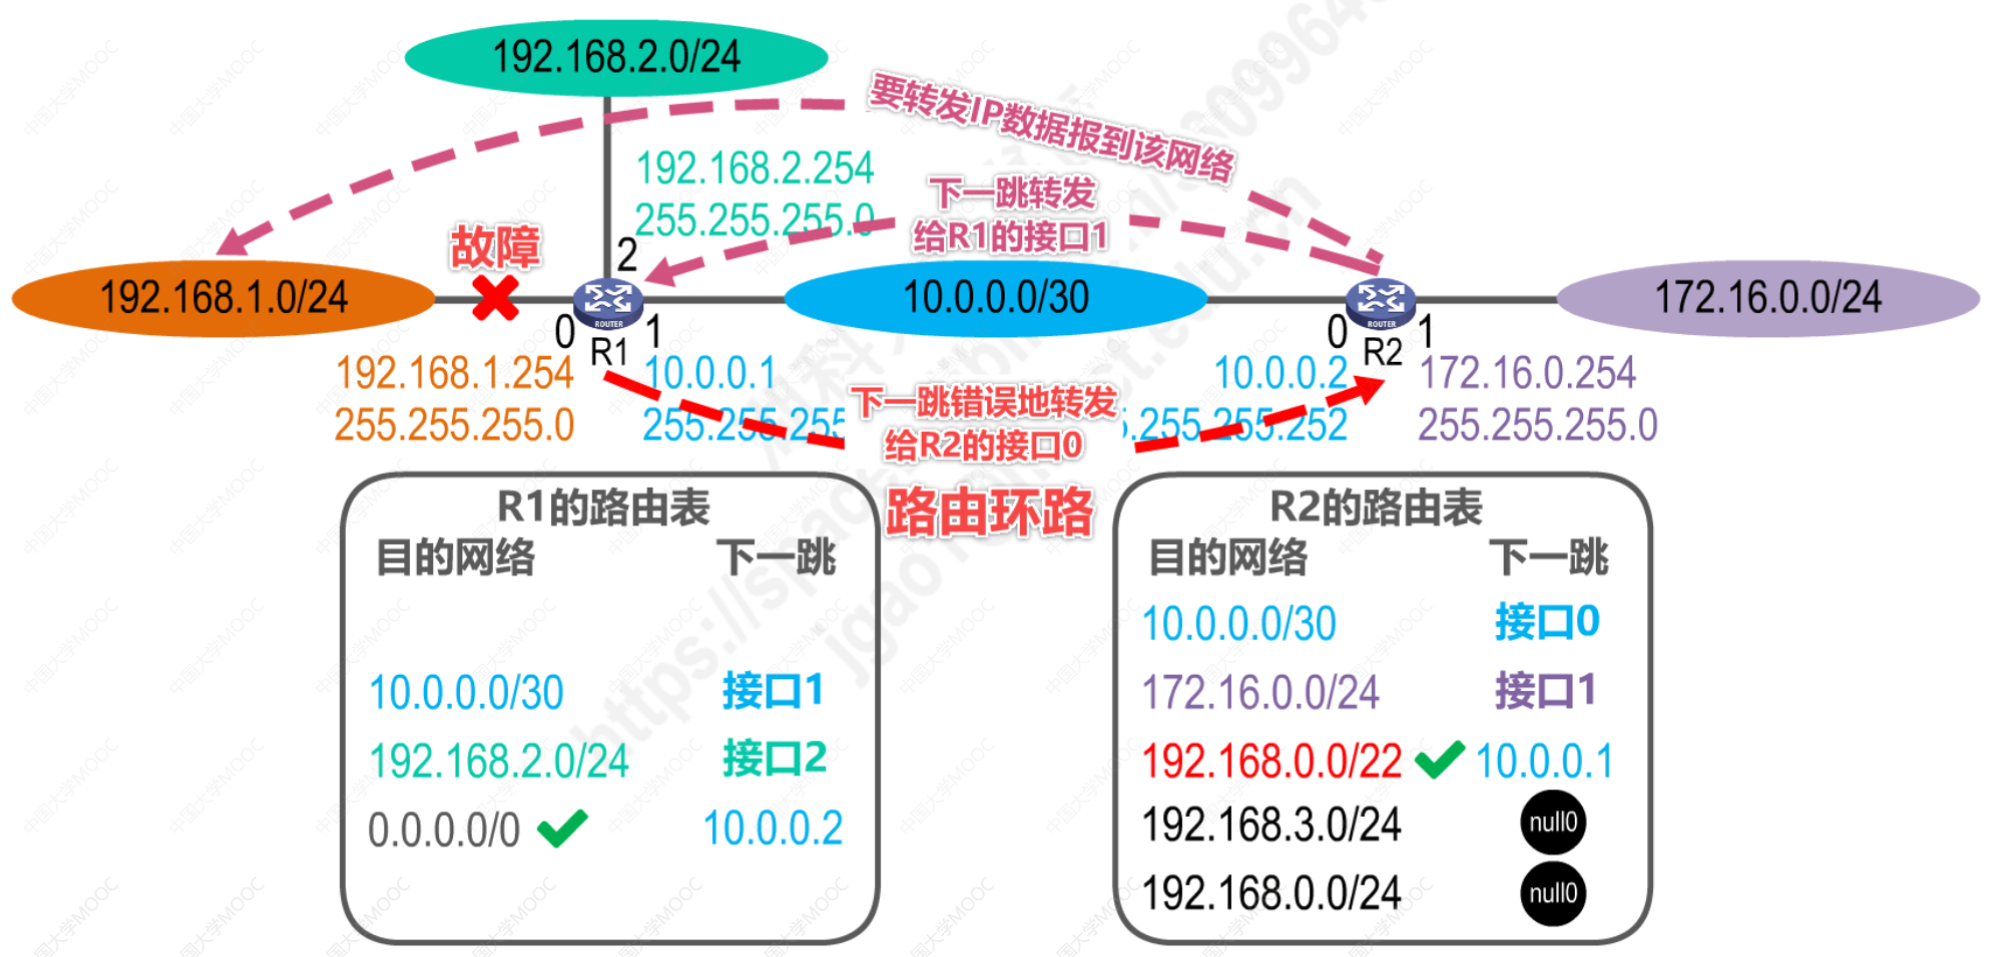 192.168.2.0/24
要转发IP数据报到该网络
192.168.2.254
255.255.255.0
下一跳转发
给R1的接口1
故障
2
192.168.1.0/24
10.0.0.0/30
172.16.0.0/24
ROUTER
ROUTER
0
1
R1
0
1
R2
192.168.1.254
255.255.255.0
10.0.0.1
255.255.255
10.0.0.2
.255.255.252
172.16.0.254
255.255.255.0
下一跳错误地转发
给R2的接口0
路由环路
R1的路由表
目的网络 下一跳
10.0.0.0/30 接口1
192.168.2.0/24 接口2
0.0.0.0/0 10.0.0.2
R2的路由表
目的网络 下一跳
10.0.0.0/30 接口0
172.16.0.0/24 接口1
192.168.0.0/22 10.0.0.1
192.168.3.0/24 null0
192.168.0.0/24 null0
中国大学MOOC